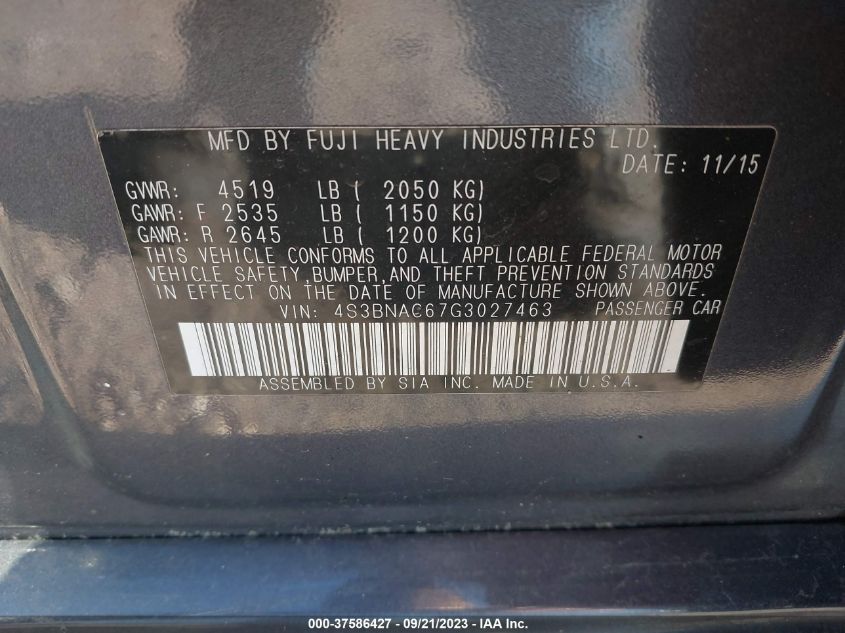 MFD BY FUJI HEAVY INDUSTRIES LTD.
DATE: 11/15
GVWR: 4519 LB ( 2050 KG)
GAWR: F 2535 LB ( 1150 KG)
GAWR: R 2645 LB ( 1200 KG)
THIS VEHICLE CONFORMS TO ALL APPLICABLE FEDERAL MOTOR
VEHICLE SAFETY,BUMPER,AND THEFT PREVENTION STANDARDS
IN EFFECT ON THE DATE OF MANUFACTURE SHOWN ABOVE.
VIN: 4S3BNAC67G3027463 PASSENGER CAR
ASSEMBLED BY SIA INC. MADE IN U.S.A.
000-37586427 - 09/21/2023 - IAA Inc.